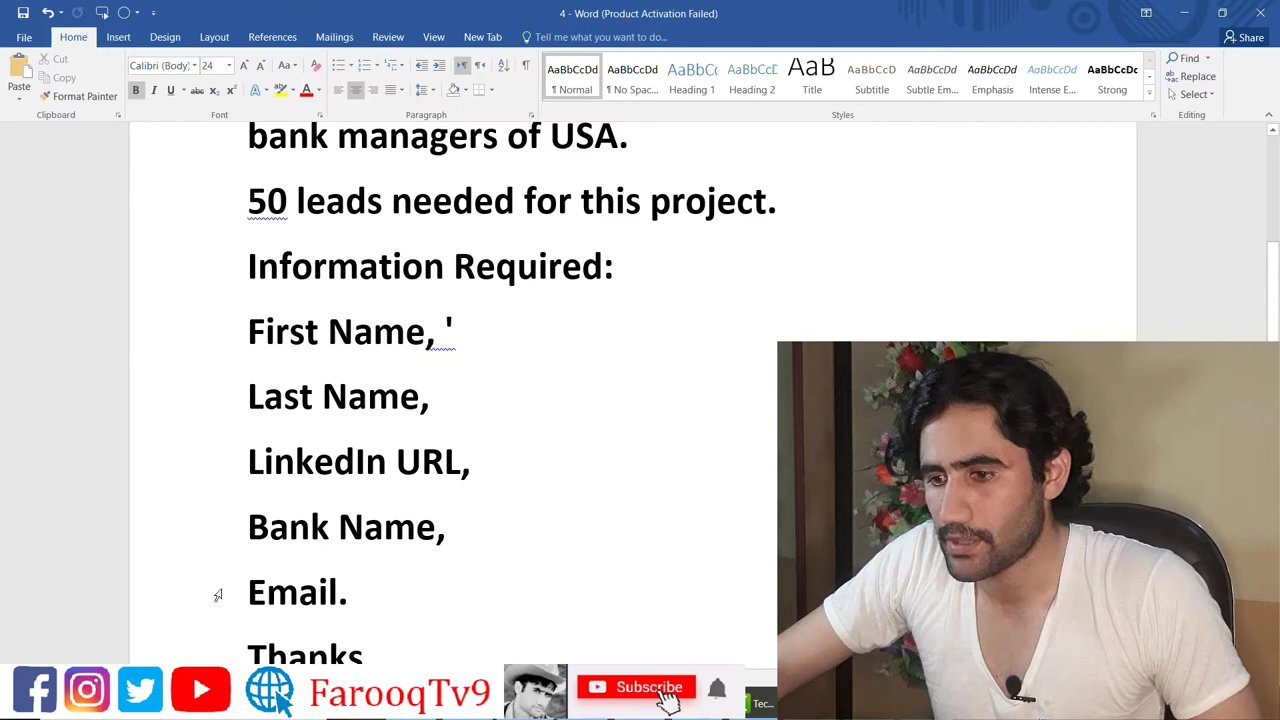 4 - Word (Product Activation Failed)
File Home Insert Design Layout References Mailings Review View New Tab Tell me what you want to do... Share
Cut
Copy
Format Painter
Paste
Calibri (Body) 24
AaBbCcDd AaBbCcDd AaBbCc AaBbCcD AaB AaBbCcD AaBbCcDd AaBbCcDd AaBbCcDd AaBbCcDc
¶ Normal ¶ No Spac... Heading 1 Heading 2 Title Subtitle Subtle Em... Emphasis Intense E... Strong
Find
Replace
Select
Clipboard Font Paragraph Styles Editing
bank managers of USA.
50 leads needed for this project.
Information Required:
First Name, '
Last Name,
LinkedIn URL,
Bank Name,
Email.
Thanks
FarooqTv9
Subscribe
Tec...